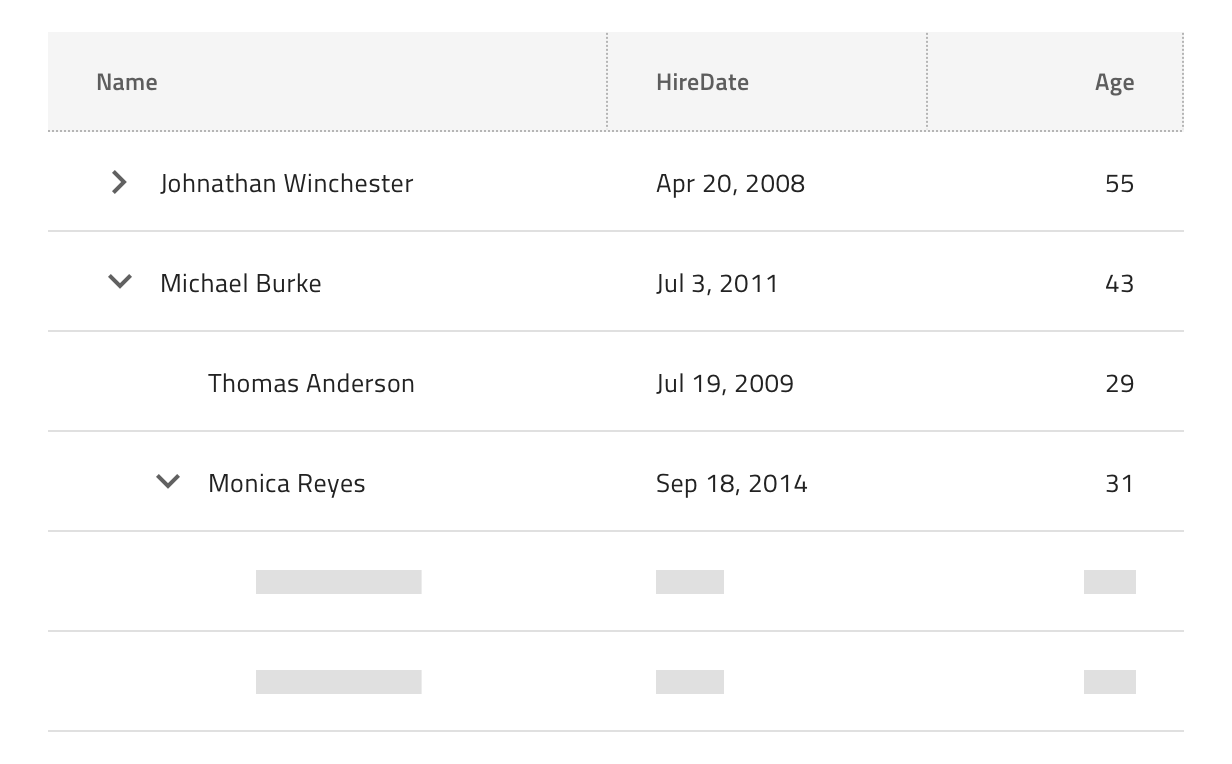 Name HireDate Age
Johnathan Winchester Apr 20, 2008 55
Michael Burke Jul 3, 2011 43
Thomas Anderson Jul 19, 2009 29
Monica Reyes Sep 18, 2014 31